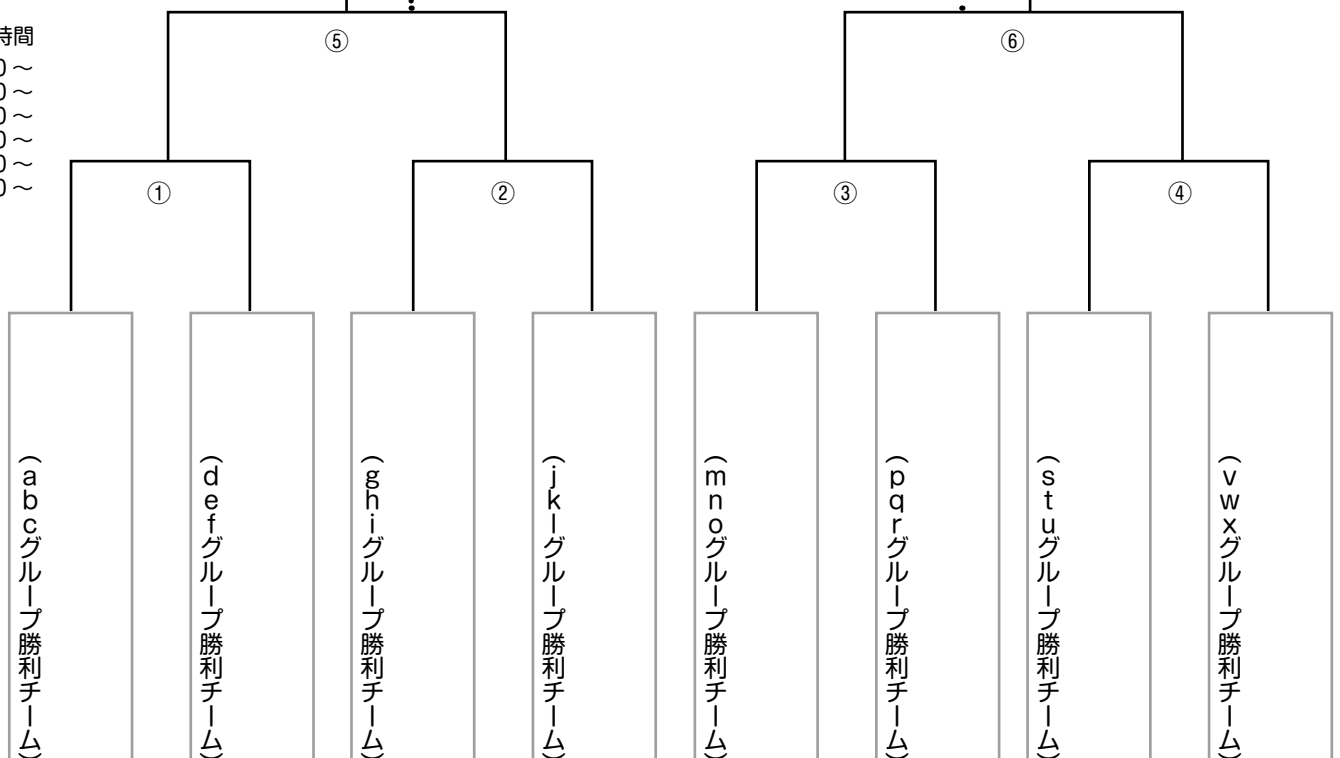 時間
0～
0～
0～
0～
0～
0～
⑤
⑥
①
②
③
④
（abcグループ勝利チーム）
（defグループ勝利チーム）
（ghiグループ勝利チーム）
（jklグループ勝利チーム）
（mnoグループ勝利チーム）
（pqrグループ勝利チーム）
（stuグループ勝利チーム）
（vwxグループ勝利チーム）